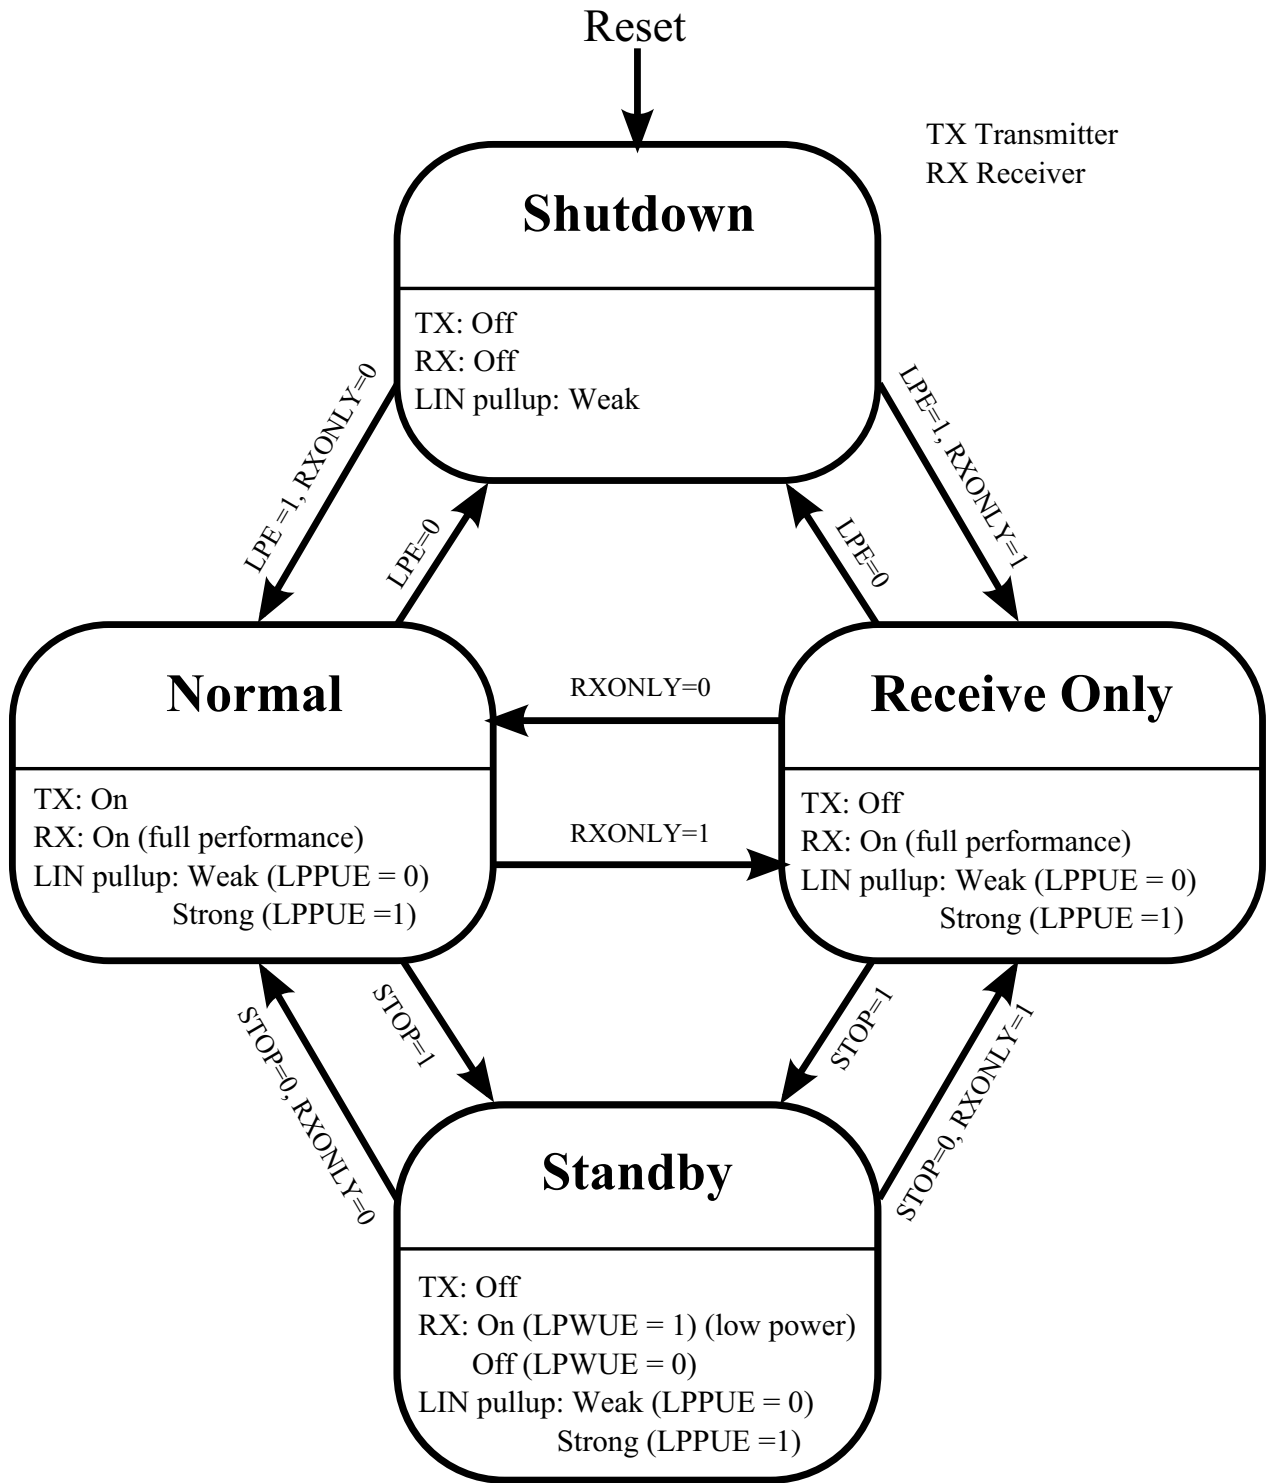 Reset
TX Transmitter
RX Receiver
Shutdown
TX: Off
RX: Off
LIN pullup: Weak
LPE =1, RXONLY=0
LPE=0
LPE=0
LPE=1, RXONLY=1
Normal
TX: On
RX: On (full performance)
LIN pullup: Weak (LPPUE = 0)
Strong (LPPUE =1)
RXONLY=0
RXONLY=1
Receive Only
TX: Off
RX: On (full performance)
LIN pullup: Weak (LPPUE = 0)
Strong (LPPUE =1)
STOP=0, RXONLY=0
STOP=1
STOP=1
STOP=0, RXONLY=1
Standby
TX: Off
RX: On (LPWUE = 1) (low power)
Off (LPWUE = 0)
LIN pullup: Weak (LPPUE = 0)
Strong (LPPUE =1)